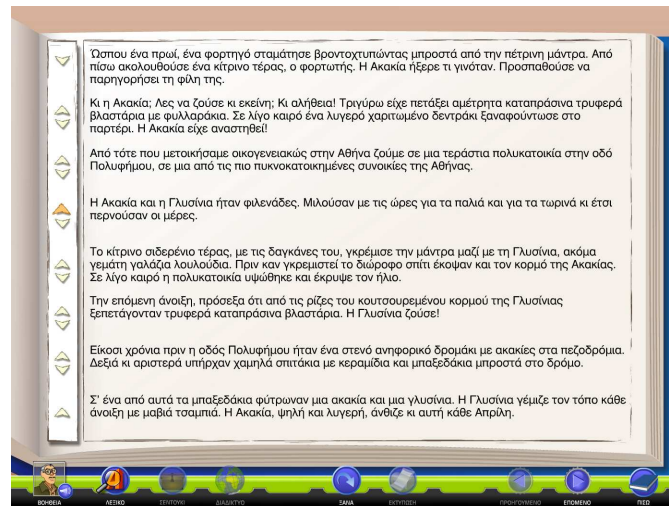 Ώσπου ένα πρωί, ένα φορτηγό σταμάτησε βροντοχτυπώντας μπροστά από την πέτρινη μάντρα. Από
πίσω ακολουθούσε ένα κίτρινο τέρας, ο φορτωτής. Η Ακακία ήξερε τι γινόταν. Προσπαθούσε να
παρηγορήσει τη φίλη της.
Κι η Ακακία; Λες να ζούσε κι εκείνη; Κι αλήθεια! Τριγύρω είχε πετάξει αμέτρητα καταπράσινα τρυφερά
βλαστάρια με φυλλαράκια. Σε λίγο καιρό ένα λυγερό χαριτωμένο δεντράκι ξαναφούντωσε στο
παρτέρι. Η Ακακία είχε αναστηθεί!
Από τότε που μετοικήσαμε οικογενειακώς στην Αθήνα ζούμε σε μια τεράστια πολυκατοικία στην οδό
Πολυφήμου, σε μια από τις πιο πυκνοκατοικημένες συνοικίες της Αθήνας.
Η Ακακία και η Γλυσίνια ήταν φιλενάδες. Μιλούσαν με τις ώρες για τα παλιά και για τα τωρινά κι έτσι
περνούσαν οι μέρες.
Το κίτρινο σιδερένιο τέρας, με τις δαγκάνες του, γκρέμισε την μάντρα μαζί με τη Γλυσίνια, ακόμα
γεμάτη γαλάζια λουλούδια. Πριν καν γκρεμιστεί το διώροφο σπίτι έκοψαν και τον κορμό της Ακακίας.
Σε λίγο καιρό η πολυκατοικία υψώθηκε και έκρυψε τον ήλιο.
Την επόμενη άνοιξη, πρόσεξα ότι από τις ρίζες του κουτσουρεμένου κορμού της Γλυσίνιας
ξεπετάγονταν τρυφερά καταπράσινα βλαστάρια. Η Γλυσίνια ζούσε!
Είκοσι χρόνια πριν η οδός Πολυφήμου ήταν ένα στενό ανηφορικό δρομάκι με ακακίες στα πεζοδρόμια.
Δεξιά κι αριστερά υπήρχαν χαμηλά σπιτάκια με κεραμίδια και μπαξεδάκια μπροστά στο δρόμο.
Σ' ένα από αυτά τα μπαξεδάκια φύτρωναν μια ακακία και μια γλυσίνια. Η Γλυσίνια γέμιζε τον τόπο κάθε
άνοιξη με μαβιά τσαμπιά. Η Ακακία, ψηλή και λυγερή, άνθιζε κι αυτή κάθε Απρίλη.
ΒΟΗΘΕΙΑ ΛΕΞΙΚΟ ΣΕΝΤΟΥΚΙ ΔΙΑΔΙΚΤΥΟ ΞΑΝΑ ΕΚΤΥΠΩΣΗ ΠΡΟΗΓΟΥΜΕΝΟ ΕΠΟΜΕΝΟ ΠΙΣΩ